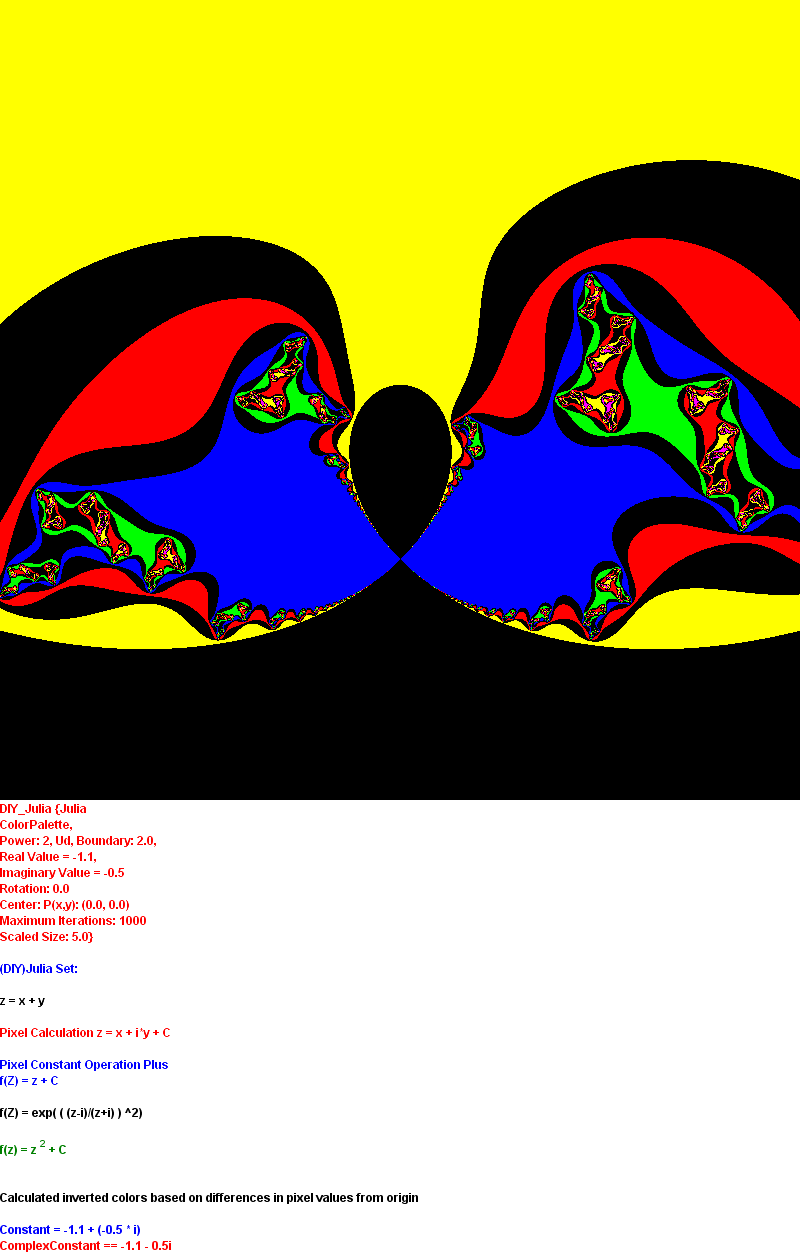 DIY_Julia {Julia
ColorPalette,
Power: 2, Ud, Boundary: 2.0,
Real Value = -1.1,
Imaginary Value = -0.5
Rotation: 0.0
Center: P(x,y): (0.0, 0.0)
Maximum Iterations: 1000
Scaled Size: 5.0}
(DIY)Julia Set:
z = x + y
Pixel Calculation z = x + i*y + C
Pixel Constant Operation Plus
f(Z) = z + C
f(Z) = exp( ( (z-i)/(z+i) ) ^2)
f(z) = z 2 + C
Calculated inverted colors based on differences in pixel values from origin
Constant = -1.1 + (-0.5 * i)
ComplexConstant == -1.1 - 0.5i